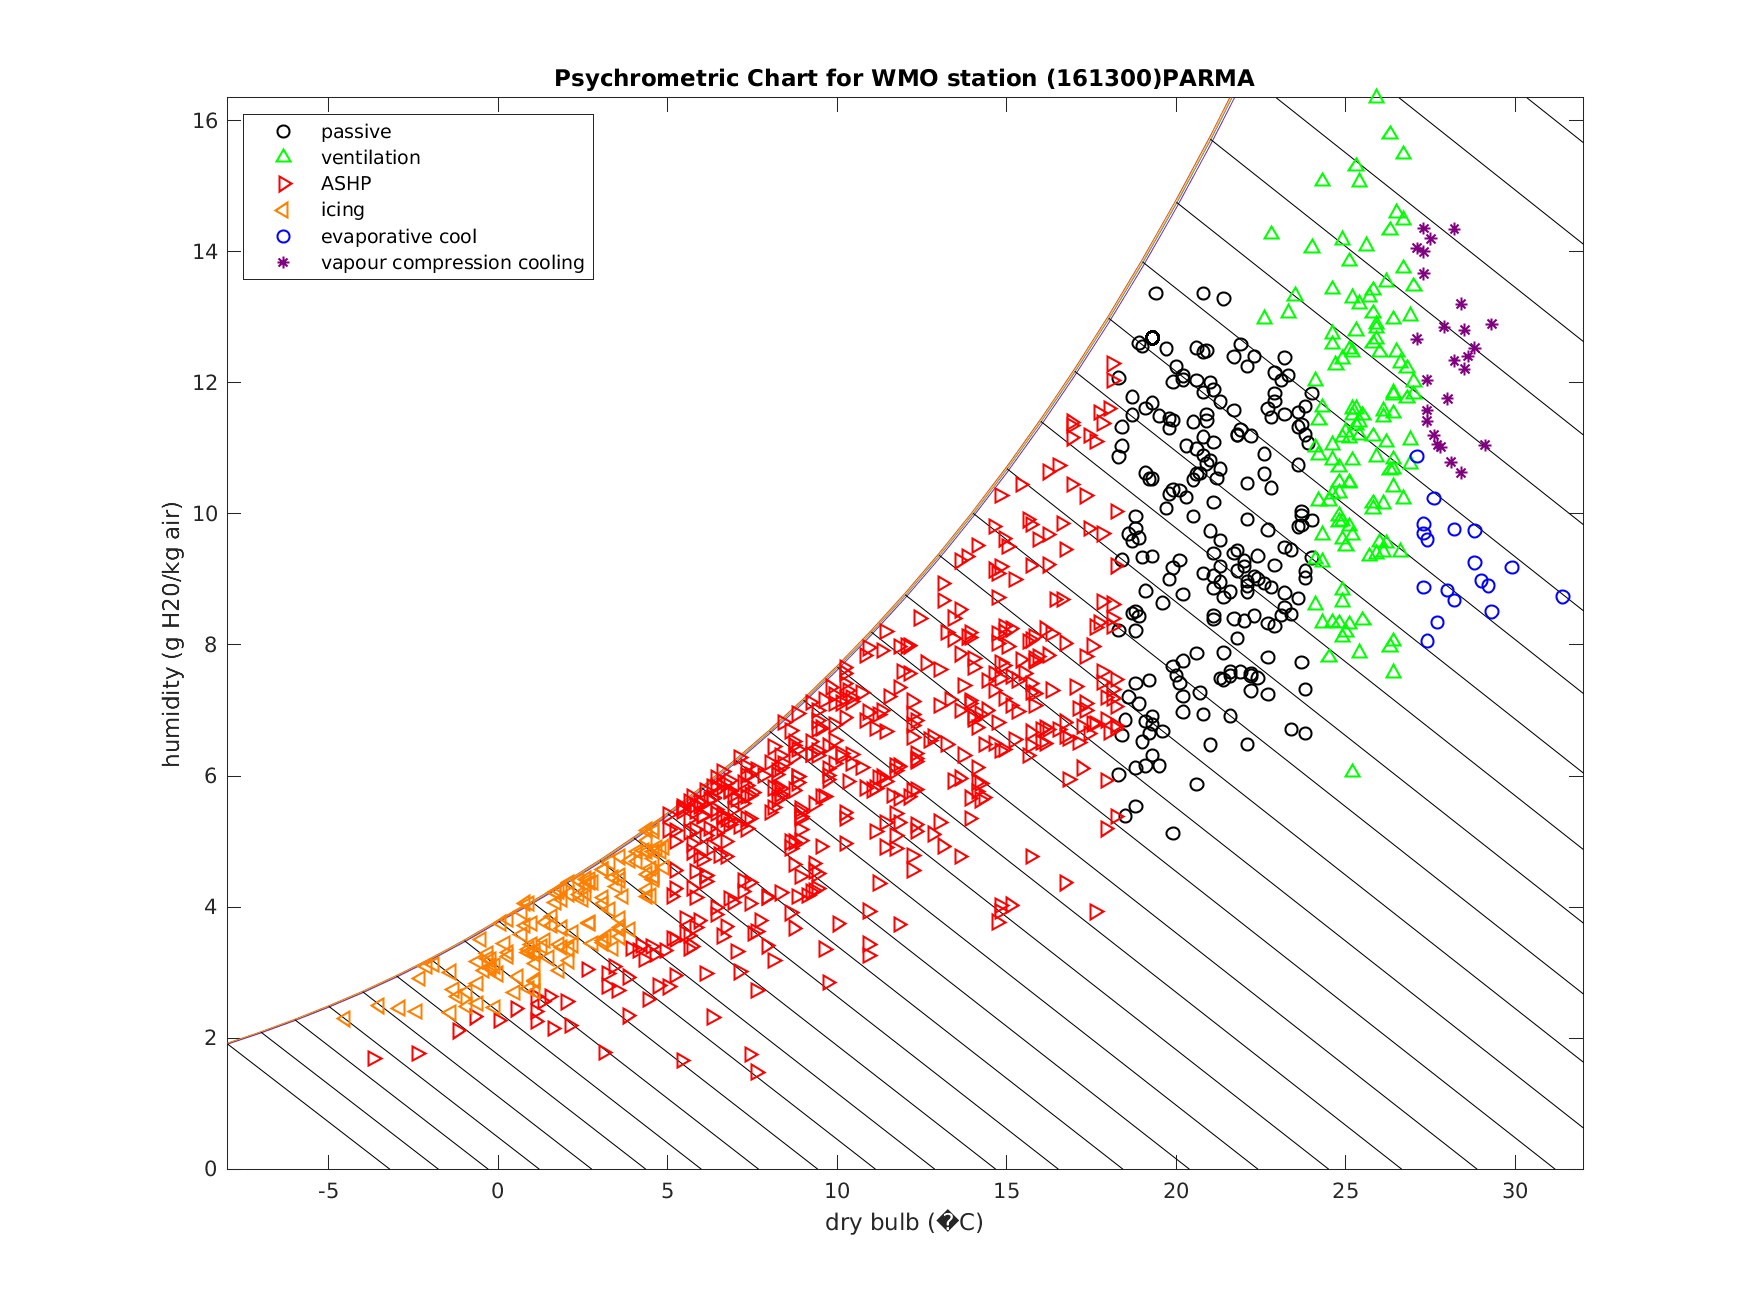 Psychrometric Chart for WMO station (161300)PARMA
passive
ventilation
ASHP
icing
evaporative cool
vapour compression cooling
humidity (g H20/kg air)
16
14
12
10
8
6
4
2
0
-5 0 5 10 15 20 25 30
dry bulb (�C)